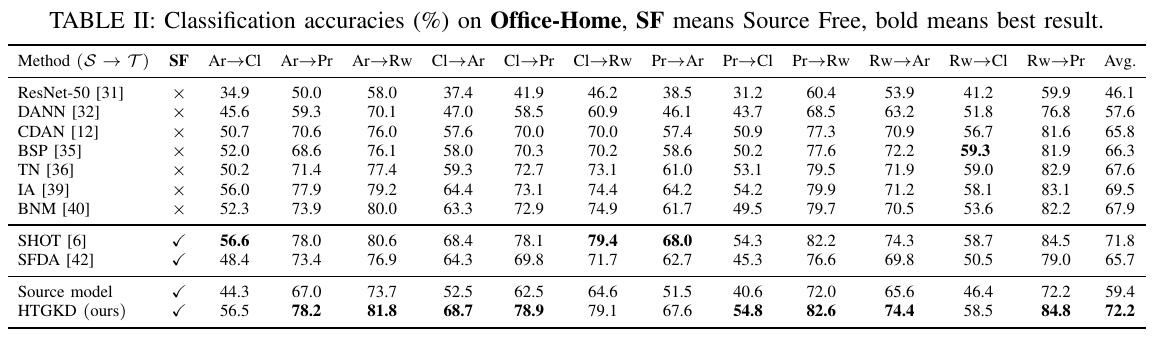 TABLE II: Classification accuracies (%) on Office-Home, SF means Source Free, bold means best result.
Method (S → T) SF Ar→Cl Ar→Pr Ar→Rw Cl→Ar Cl→Pr Cl→Rw Pr→Ar Pr→Cl Pr→Rw Rw→Ar Rw→Cl Rw→Pr Avg.
ResNet-50 [31] × 34.9 50.0 58.0 37.4 41.9 46.2 38.5 31.2 60.4 53.9 41.2 59.9 46.1
DANN [32] × 45.6 59.3 70.1 47.0 58.5 60.9 46.1 43.7 68.5 63.2 51.8 76.8 57.6
CDAN [12] × 50.7 70.6 76.0 57.6 70.0 70.0 57.4 50.9 77.3 70.9 56.7 81.6 65.8
BSP [35] × 52.0 68.6 76.1 58.0 70.3 70.2 58.6 50.2 77.6 72.2 59.3 81.9 66.3
TN [36] × 50.2 71.4 77.4 59.3 72.7 73.1 61.0 53.1 79.5 71.9 59.0 82.9 67.6
IA [39] × 56.0 77.9 79.2 64.4 73.1 74.4 64.2 54.2 79.9 71.2 58.1 83.1 69.5
BNM [40] × 52.3 73.9 80.0 63.3 72.9 74.9 61.7 49.5 79.7 70.5 53.6 82.2 67.9
SHOT [6] ✓ 56.6 78.0 80.6 68.4 78.1 79.4 68.0 54.3 82.2 74.3 58.7 84.5 71.8
SFDA [42] ✓ 48.4 73.4 76.9 64.3 69.8 71.7 62.7 45.3 76.6 69.8 50.5 79.0 65.7
Source model ✓ 44.3 67.0 73.7 52.5 62.5 64.6 51.5 40.6 72.0 65.6 46.4 72.2 59.4
HTGKD (ours) ✓ 56.5 78.2 81.8 68.7 78.9 79.1 67.6 54.8 82.6 74.4 58.5 84.8 72.2